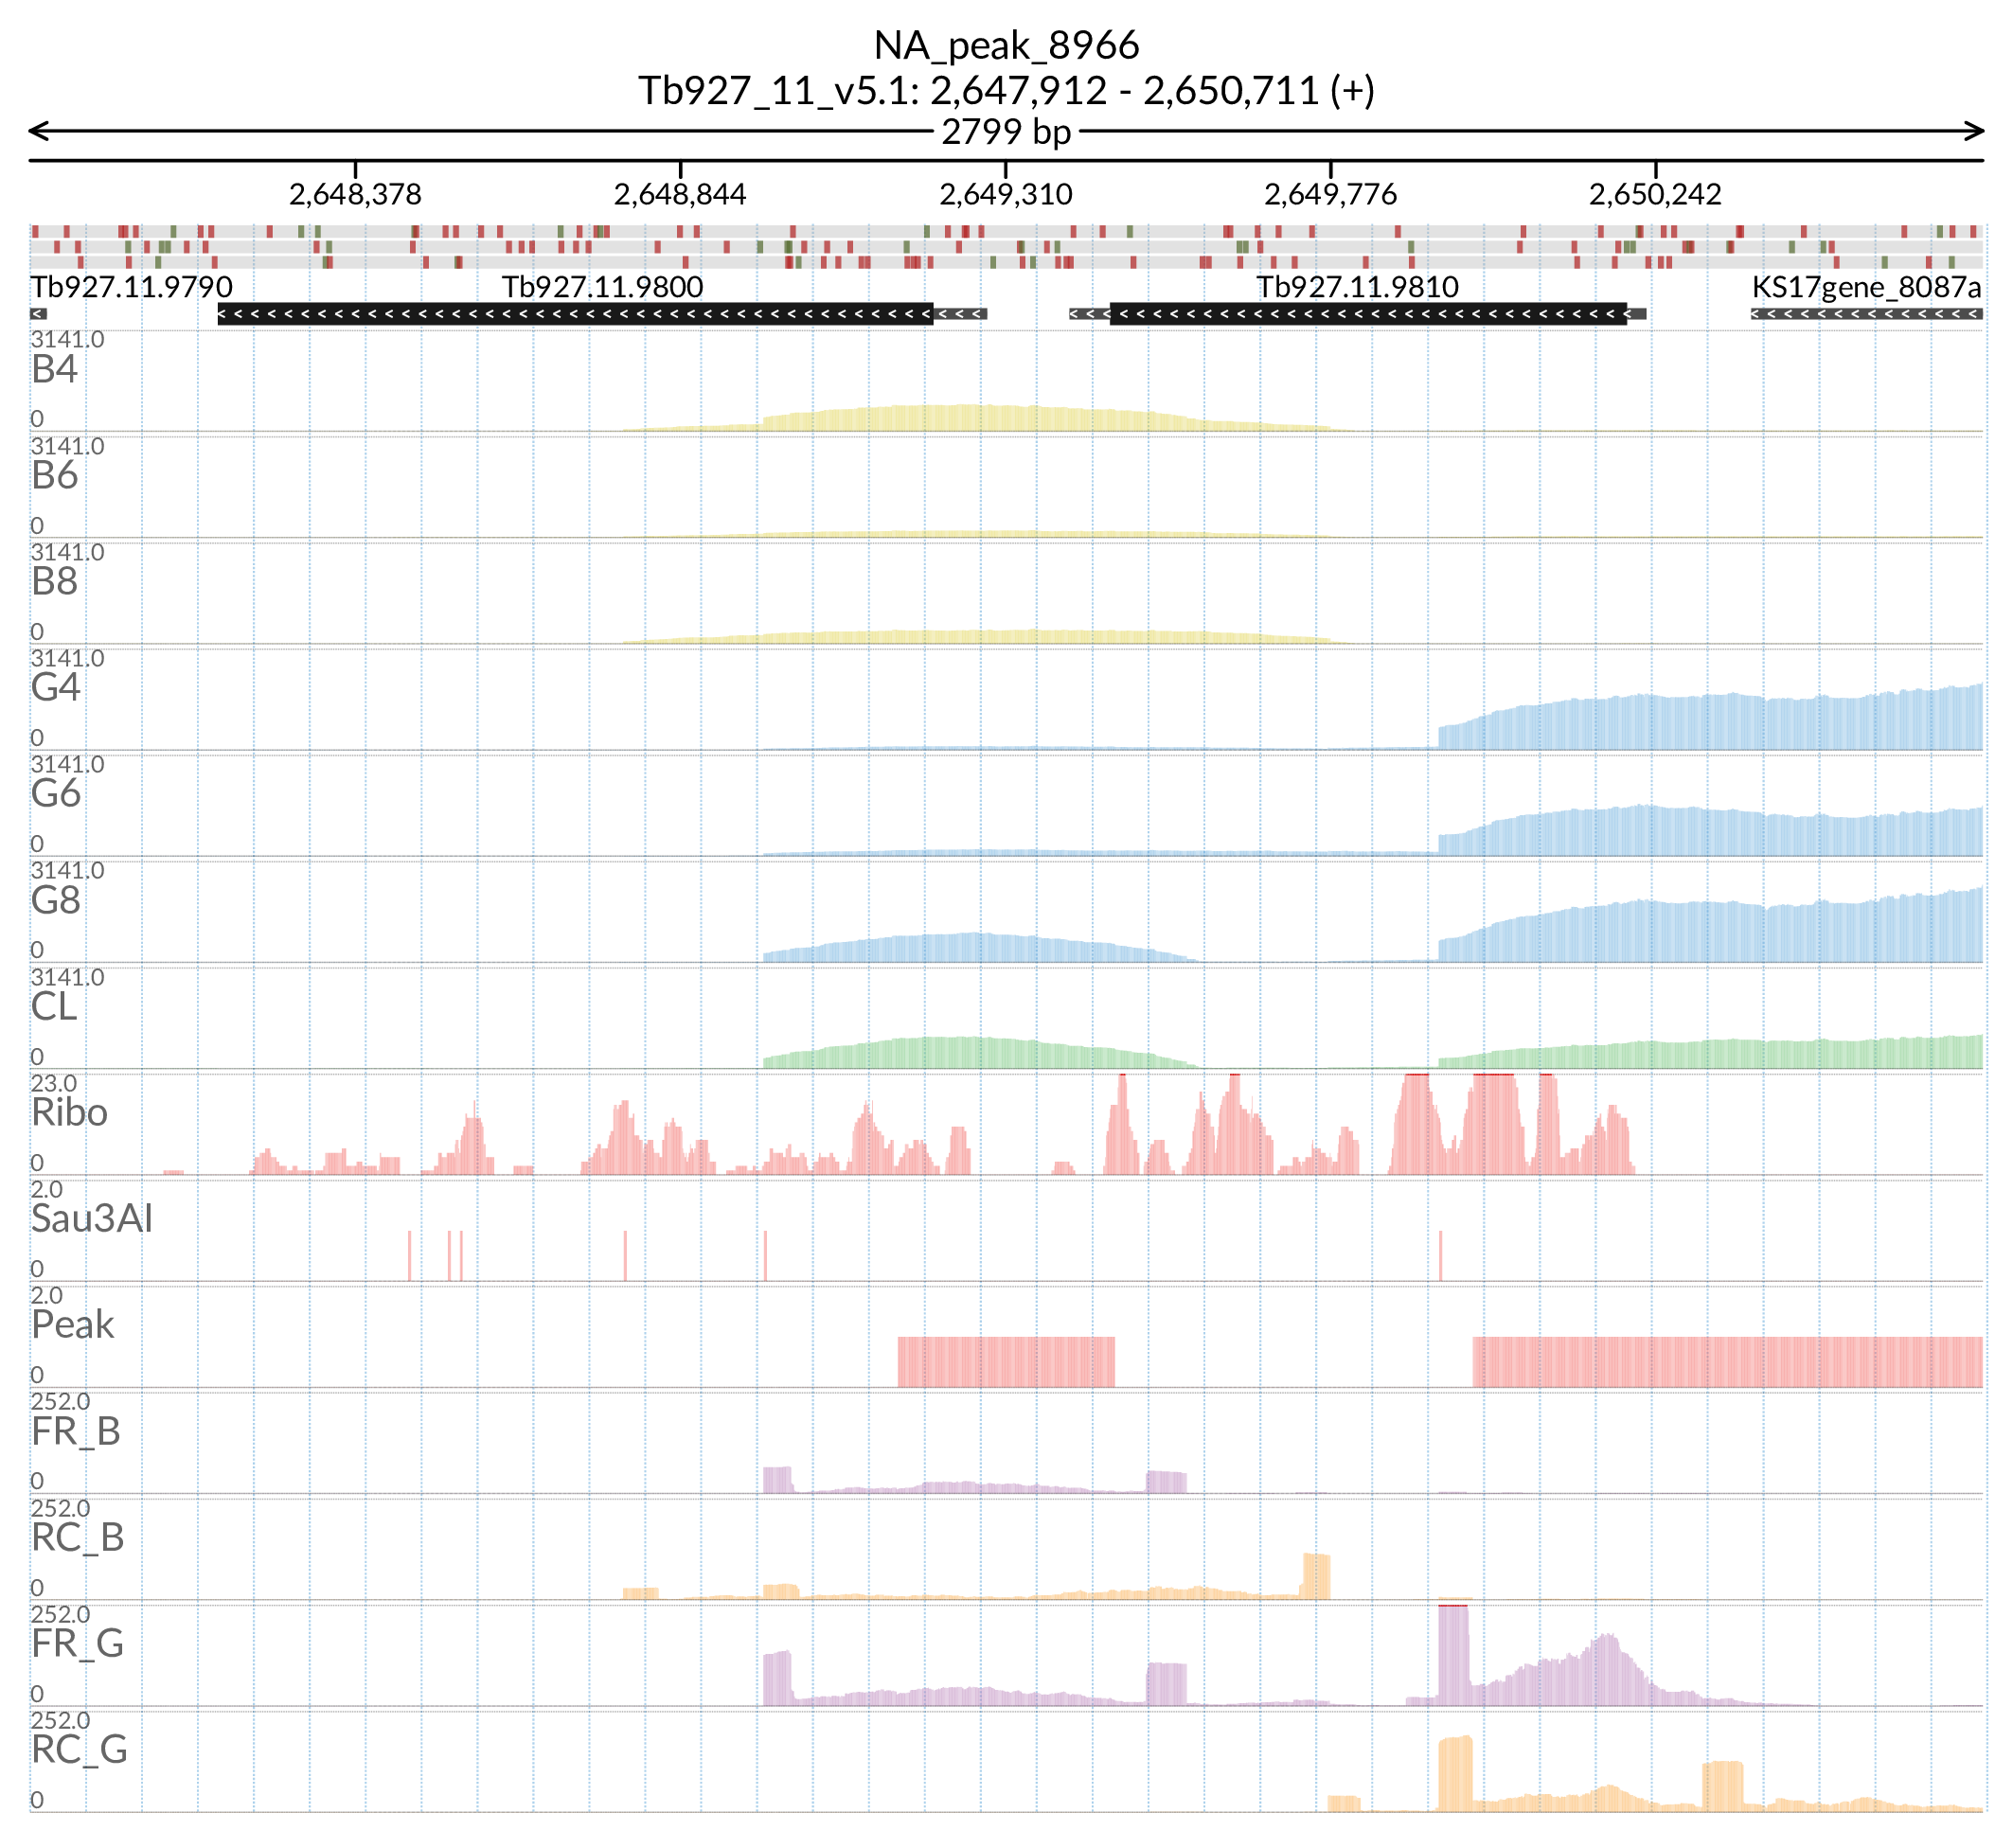 NA_peak_8966
Tb927_11_v5.1: 2,647,912 - 2,650,711 (+)
2799 bp
2,648,378 2,648,844 2,649,310 2,649,776 2,650,242
Tb927.11.9790 Tb927.11.9800 Tb927.11.9810 KS17gene_8087a
3141.0
B4
0
3141.0
B6
0
3141.0
B8
0
3141.0
G4
0
3141.0
G6
0
3141.0
G8
0
3141.0
CL
0
23.0
Ribo
0
2.0
Sau3AI
0
2.0
Peak
0
252.0
FR_B
0
252.0
RC_B
0
252.0
FR_G
0
252.0
RC_G
0